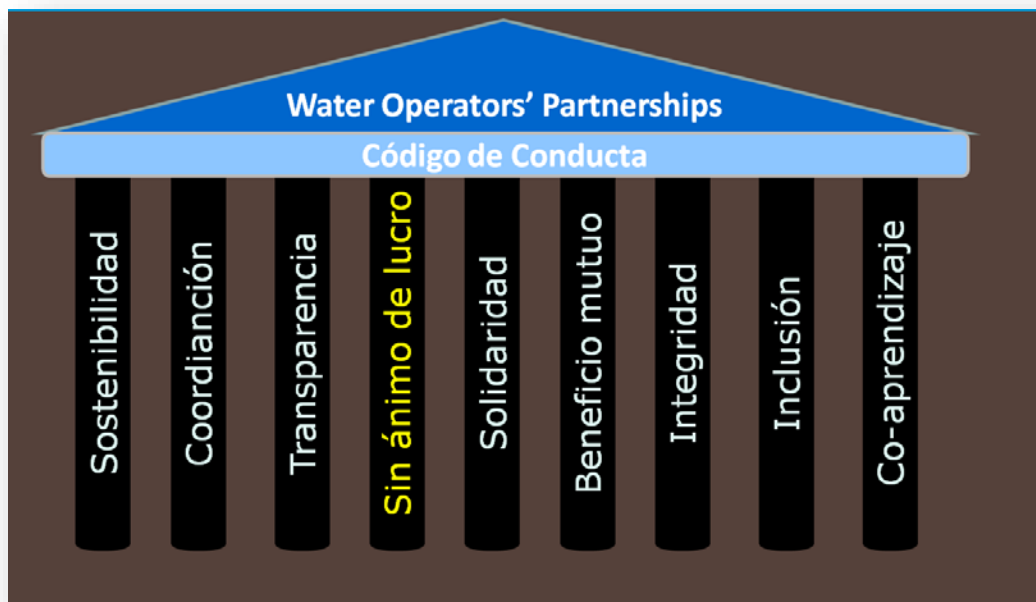 Water Operators' Partnerships
Código de Conducta
Sostenibilidad
Coordianción
Transparencia
Sin ánimo de lucro
Solidaridad
Beneficio mutuo
Integridad
Inclusión
Co-aprendizaje